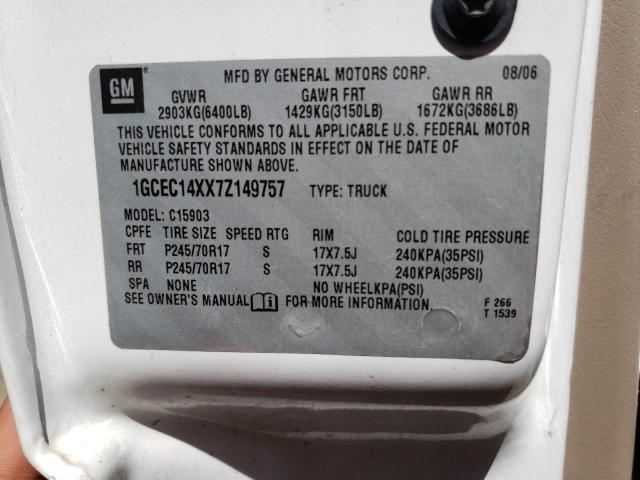 GM MFD BY GENERAL MOTORS CORP. 08/06
GVWR GAWR FRT GAWR RR
2903KG(6400LB) 1429KG(3150LB) 1672KG(3686LB)
THIS VEHICLE CONFORMS TO ALL APPLICABLE U.S. FEDERAL MOTOR
VEHICLE SAFETY STANDARDS IN EFFECT ON THE DATE OF
MANUFACTURE SHOWN ABOVE.
1GCEC14XX7Z149757 TYPE: TRUCK
MODEL: C15903
CPFE TIRE SIZE SPEED RTG RIM COLD TIRE PRESSURE
FRT P245/70R17 S 17X7.5J 240KPA(35PSI)
RR P245/70R17 S 17X7.5J 240KPA(35PSI)
SPA NONE NO WHEELKPA(PSI)
SEE OWNER'S MANUAL FOR MORE INFORMATION. F 266
T 1539